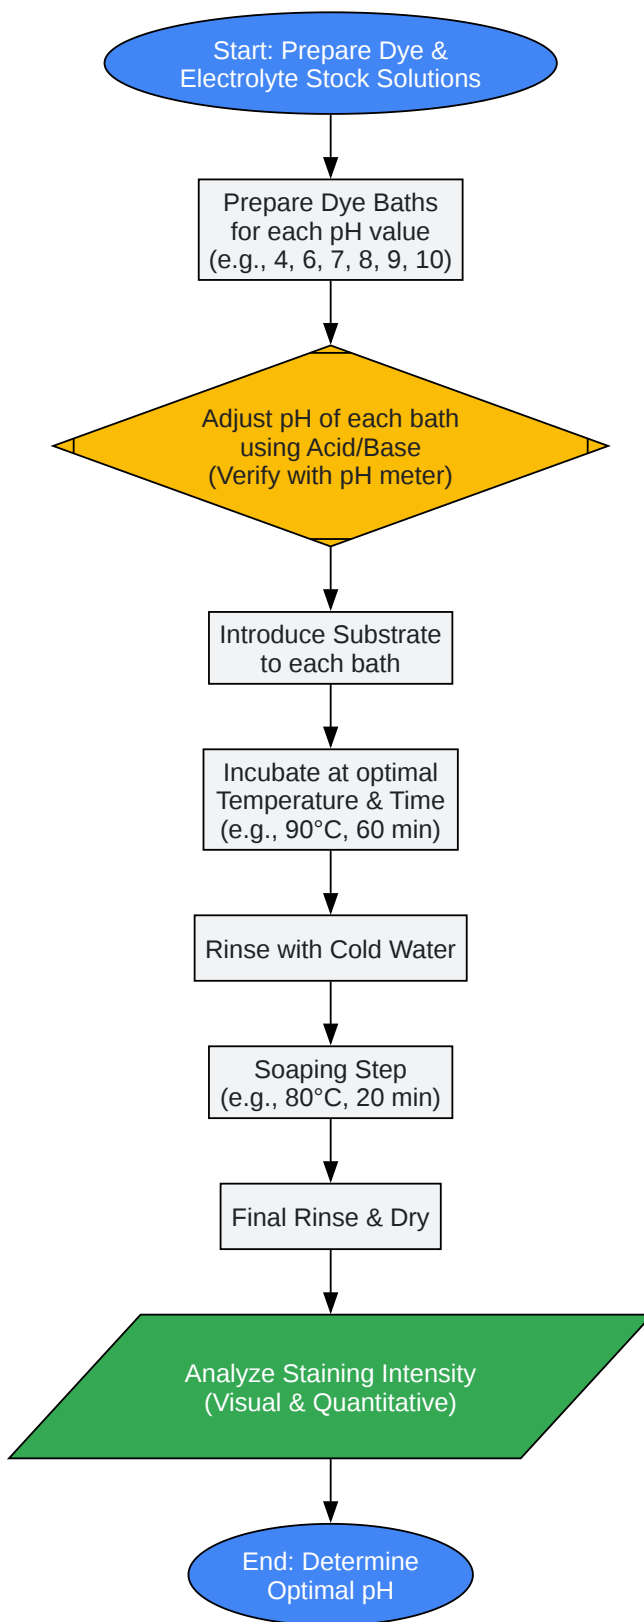 Start: Prepare Dye &
Electrolyte Stock Solutions
Prepare Dye Baths
for each pH value
(e.g., 4, 6, 7, 8, 9, 10)
Adjust pH of each bath
using Acid/Base
(Verify with pH meter)
Introduce Substrate
to each bath
Incubate at optimal
Temperature & Time
(e.g., 90°C, 60 min)
Rinse with Cold Water
Soaping Step
(e.g., 80°C, 20 min)
Final Rinse & Dry
Analyze Staining Intensity
(Visual & Quantitative)
End: Determine
Optimal pH